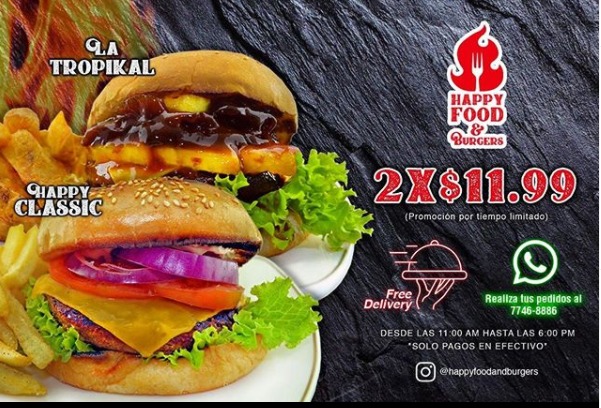 LA
TROPIKAL
HAPPY
CLASSIC
HAPPY
FOOD
&
BURGERS
2X$11.99
(Promoción por tiempo limitado)
Free
Delivery
Realiza tus pedidos al
7746-8886
DESDE LAS 11:00 AM HASTA LAS 6:00 PM
*SOLO PAGOS EN EFECTIVO*
@happyfoodandburgers